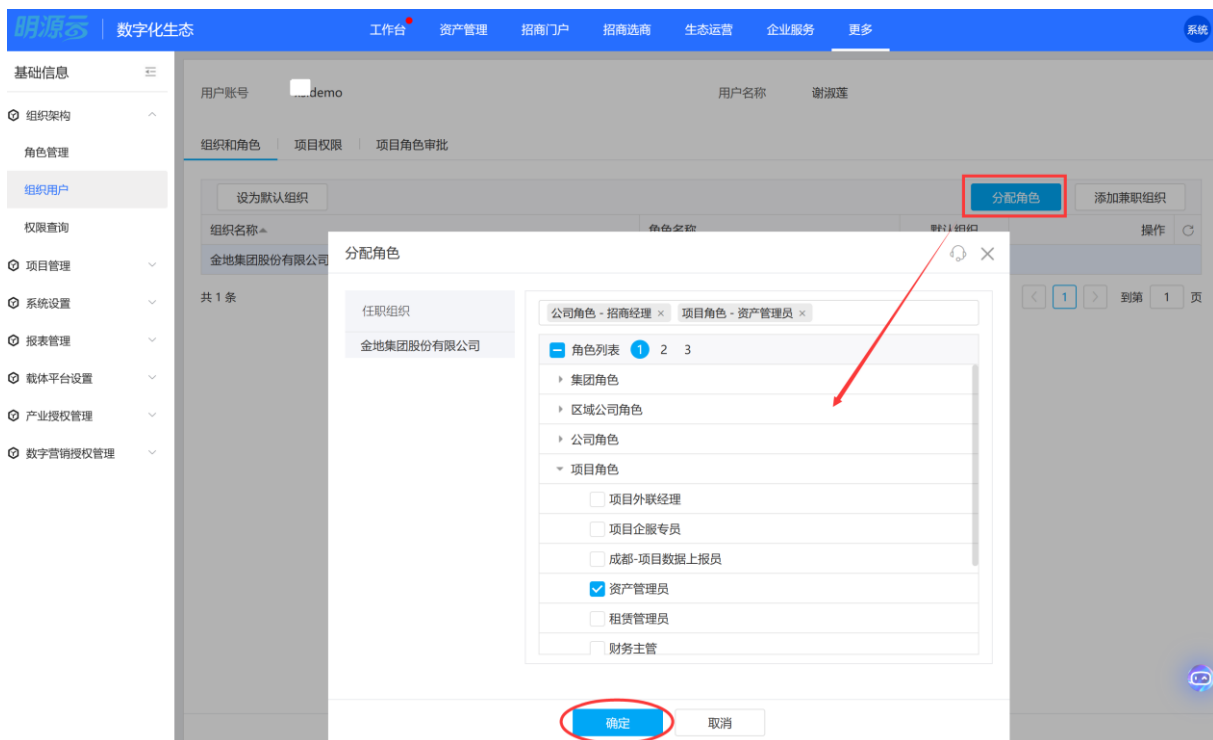 明源云 数字化生态 工作台 资产管理 招商门户 招商选商 生态运营 企业服务 更多 系统
基础信息
组织架构
角色管理
组织用户
权限查询
项目管理
系统设置
报表管理
载体平台设置
产业授权管理
数字营销授权管理
用户账号 demo 用户名称 谢淑莲
组织和角色 项目权限 项目角色审批
设为默认组织 分配角色 添加兼职组织
组织名称 角色名称 默认组织 操作
金地集团股份有限公司
共 1 条 1 到第 1 页
分配角色
任职组织
金地集团股份有限公司
公司角色 - 招商经理 × 项目角色 - 资产管理员 ×
角色列表 1 2 3
集团角色
区域公司角色
公司角色
项目角色
项目外联经理
项目企服专员
成都-项目数据上报员
资产管理员
租赁管理员
财务主管
确定 取消